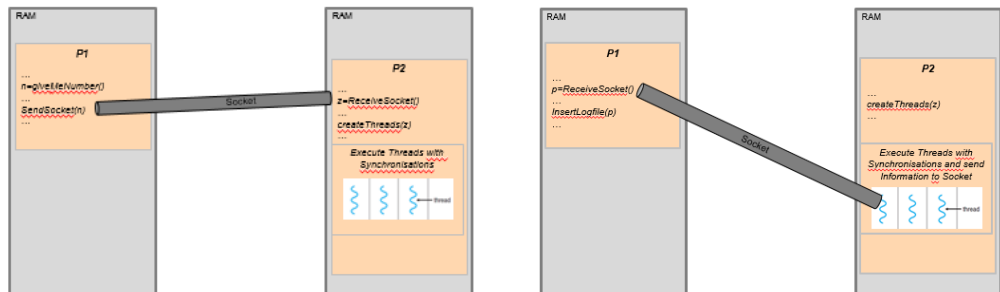 RAM
P1
...
n=giveMeNumber()
...
SendSocket(n)
...
Socket
RAM
P2
...
z=ReceiveSocket()
...
createThreads(z)
...
Execute Threads with
Synchronisations
thread
RAM
P1
...
p=ReceiveSocket()
...
InsertLogfile(p)
...
Socket
RAM
P2
...
createThreads(z)
...
Execute Threads with
Synchronisations and send
Information to Socket
thread